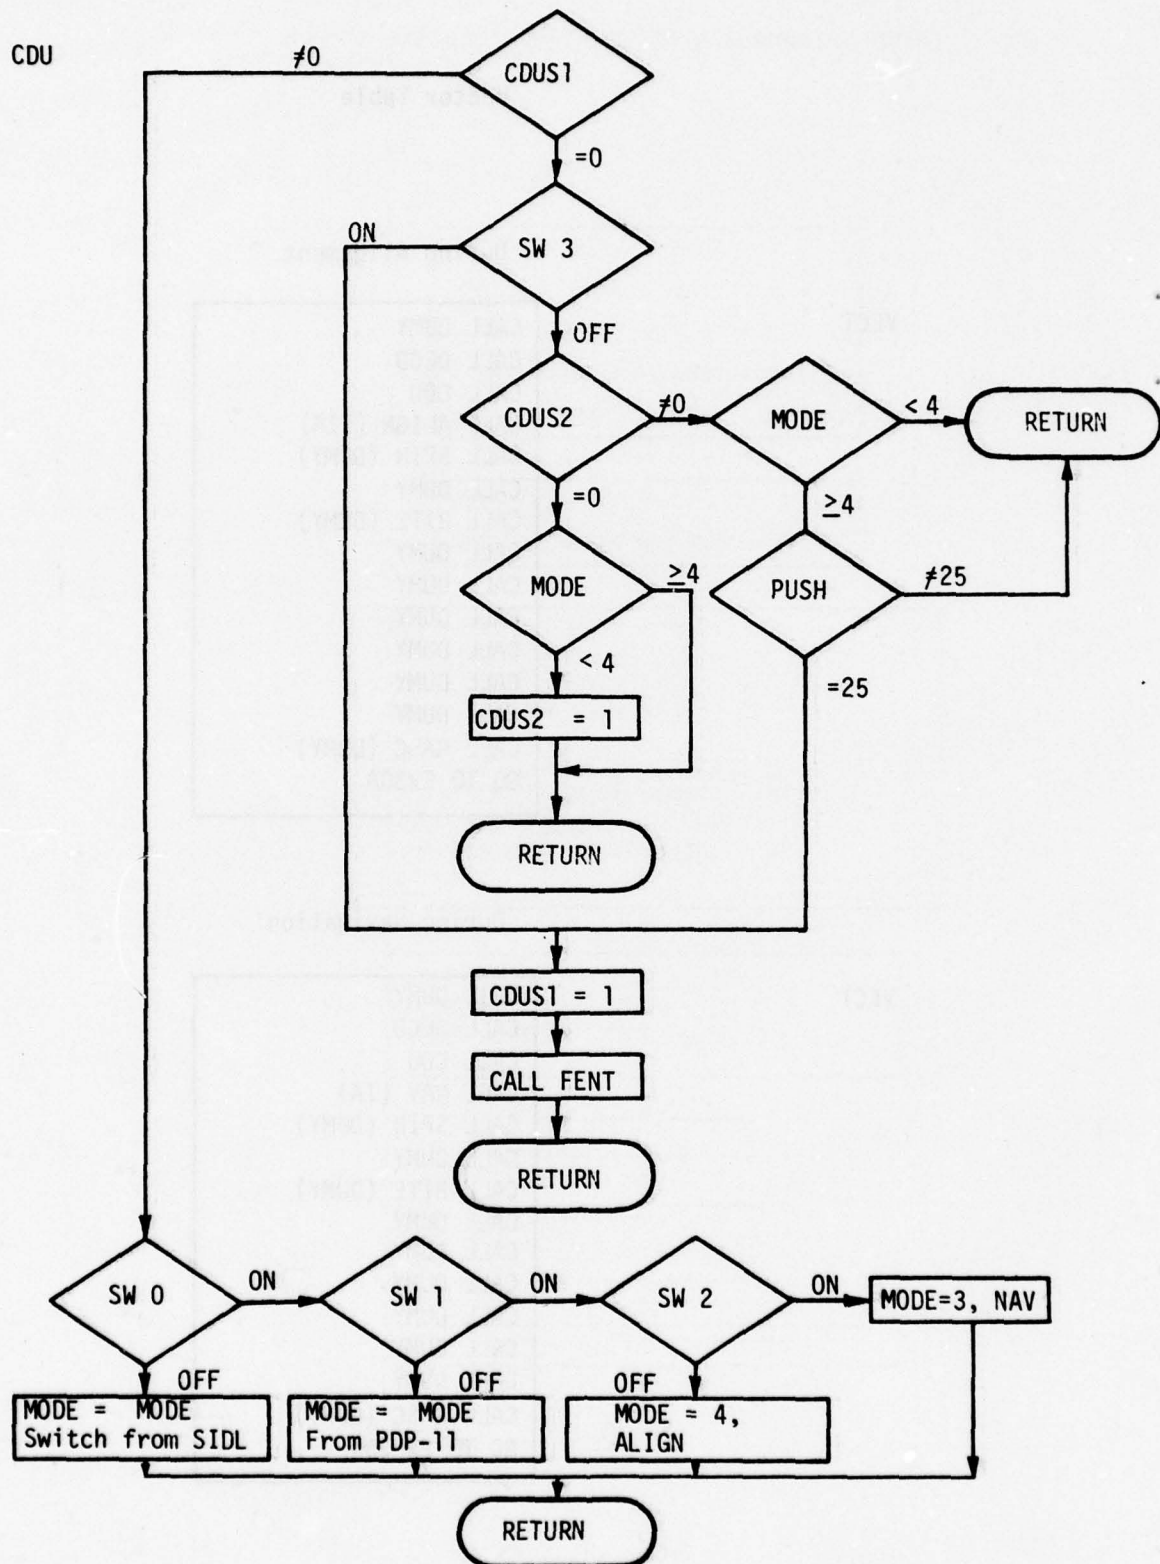 CDU
≠0
CDUS1
=0
ON
SW 3
OFF
CDUS2
≠0
MODE
< 4
RETURN
=0
≥4
MODE
≥4
PUSH
≠25
< 4
=25
CDUS2 = 1
RETURN
CDUS1 = 1
CALL FENT
RETURN
SW 0
ON
SW 1
ON
SW 2
ON
MODE=3, NAV
OFF
OFF
OFF
MODE = MODE
Switch from SIDL
MODE = MODE
From PDP-11
MODE = 4,
ALIGN
RETURN